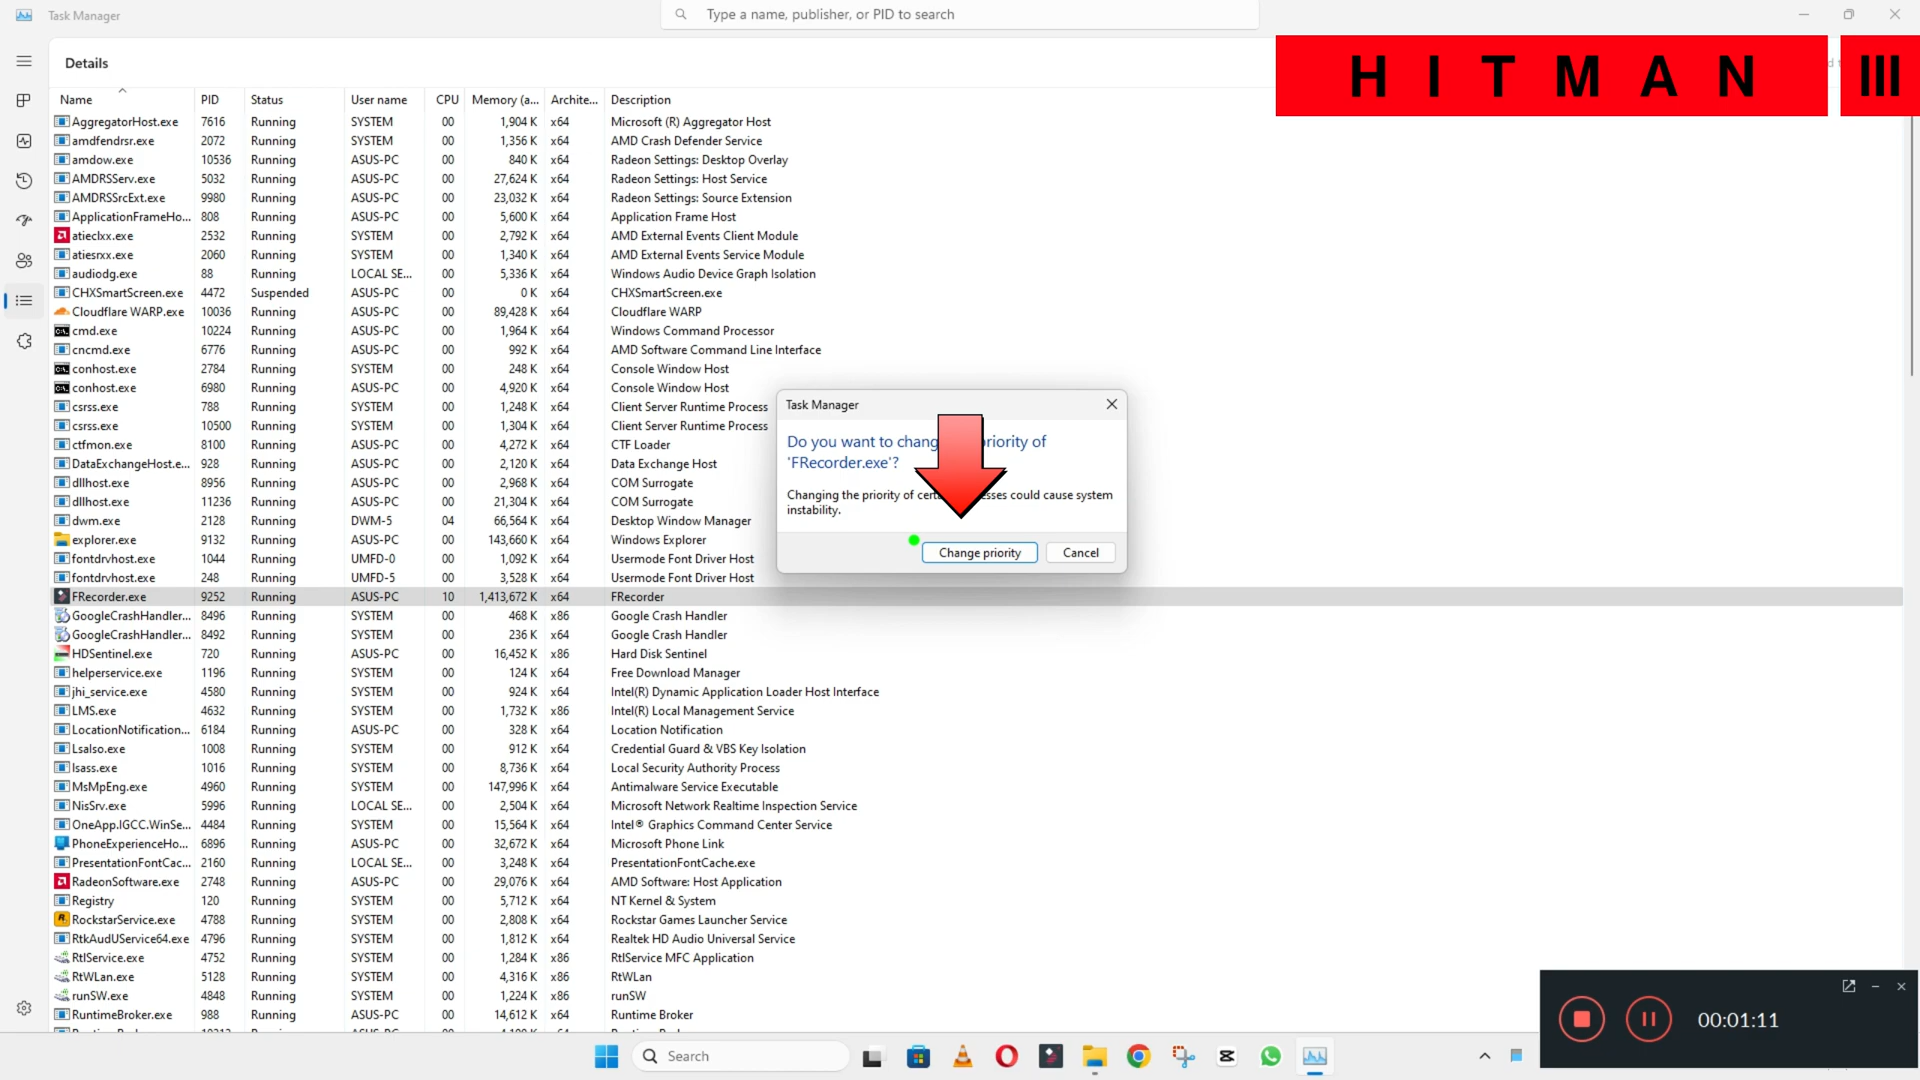 Task Manager
Type a name, publisher, or PID to search
Details
HITMAN III
Name PID Status User name CPU Memory (a... Archite... Description
AggregatorHost.exe 7616 Running SYSTEM 00 1,904 K x64 Microsoft (R) Aggregator Host
amdfendrsr.exe 2072 Running SYSTEM 00 1,356 K x64 AMD Crash Defender Service
amdow.exe 10536 Running ASUS-PC 00 840 K x64 Radeon Settings: Desktop Overlay
AMDRSServ.exe 5032 Running ASUS-PC 00 27,624 K x64 Radeon Settings: Host Service
AMDRSSrcExt.exe 9980 Running ASUS-PC 00 23,032 K x64 Radeon Settings: Source Extension
ApplicationFrameHo... 808 Running ASUS-PC 00 5,600 K x64 Application Frame Host
atieclxx.exe 2532 Running SYSTEM 00 2,792 K x64 AMD External Events Client Module
atiesrxx.exe 2060 Running SYSTEM 00 1,340 K x64 AMD External Events Service Module
audiodg.exe 88 Running LOCAL SE... 00 5,336 K x64 Windows Audio Device Graph Isolation
CHXSmartScreen.exe 4472 Suspended ASUS-PC 00 0 K x64 CHXSmartScreen.exe
Cloudflare WARP.exe 10036 Running ASUS-PC 00 89,428 K x64 Cloudflare WARP
cmd.exe 10224 Running ASUS-PC 00 1,964 K x64 Windows Command Processor
cncmd.exe 6776 Running ASUS-PC 00 992 K x64 AMD Software Command Line Interface
conhost.exe 2784 Running SYSTEM 00 248 K x64 Console Window Host
conhost.exe 6980 Running ASUS-PC 00 4,920 K x64 Console Window Host
csrss.exe 788 Running SYSTEM 00 1,248 K x64 Client Server Runtime Process
csrss.exe 10500 Running SYSTEM 00 1,304 K x64 Client Server Runtime Process
ctfmon.exe 8100 Running ASUS-PC 00 4,272 K x64 CTF Loader
DataExchangeHost.e... 928 Running ASUS-PC 00 2,120 K x64 Data Exchange Host
dllhost.exe 8956 Running ASUS-PC 00 2,968 K x64 COM Surrogate
dllhost.exe 11236 Running ASUS-PC 00 21,304 K x64 COM Surrogate
dwm.exe 2128 Running DWM-5 04 66,564 K x64 Desktop Window Manager
explorer.exe 9132 Running ASUS-PC 00 143,660 K x64 Windows Explorer
fontdrvhost.exe 1044 Running UMFD-0 00 1,092 K x64 Usermode Font Driver Host
fontdrvhost.exe 248 Running UMFD-5 00 3,528 K x64 Usermode Font Driver Host
FRecorder.exe 9252 Running ASUS-PC 10 1,413,672 K x64 FRecorder
GoogleCrashHandler... 8496 Running SYSTEM 00 468 K x86 Google Crash Handler
GoogleCrashHandler... 8492 Running SYSTEM 00 236 K x64 Google Crash Handler
HDSentinel.exe 720 Running ASUS-PC 00 16,452 K x86 Hard Disk Sentinel
helperservice.exe 1196 Running SYSTEM 00 124 K x64 Free Download Manager
jhi_service.exe 4580 Running SYSTEM 00 924 K x64 Intel(R) Dynamic Application Loader Host Interface
LMS.exe 4632 Running SYSTEM 00 1,732 K x86 Intel(R) Local Management Service
LocationNotification... 6184 Running ASUS-PC 00 328 K x64 Location Notification
LsaIso.exe 1008 Running SYSTEM 00 912 K x64 Credential Guard & VBS Key Isolation
lsass.exe 1016 Running SYSTEM 00 8,736 K x64 Local Security Authority Process
MsMpEng.exe 4960 Running SYSTEM 00 147,996 K x64 Antimalware Service Executable
NisSrv.exe 5996 Running LOCAL SE... 00 2,504 K x64 Microsoft Network Realtime Inspection Service
OneApp.IGCC.WinSe... 4484 Running SYSTEM 00 15,564 K x64 Intel® Graphics Command Center Service
PhoneExperienceHo... 6896 Running ASUS-PC 00 32,672 K x64 Microsoft Phone Link
PresentationFontCac... 2160 Running LOCAL SE... 00 3,248 K x64 PresentationFontCache.exe
RadeonSoftware.exe 2748 Running ASUS-PC 00 29,076 K x64 AMD Software: Host Application
Registry 120 Running SYSTEM 00 5,712 K x64 NT Kernel & System
RockstarService.exe 4788 Running SYSTEM 00 2,808 K x64 Rockstar Games Launcher Service
RtkAudUService64.exe 4796 Running SYSTEM 00 1,812 K x64 Realtek HD Audio Universal Service
RtlService.exe 4752 Running SYSTEM 00 1,284 K x86 RtlService MFC Application
RtWLan.exe 5128 Running SYSTEM 00 4,316 K x86 RtWLan
runSW.exe 4848 Running SYSTEM 00 1,224 K x86 runSW
RuntimeBroker.exe 988 Running ASUS-PC 00 14,612 K x64 Runtime Broker
Task Manager
Do you want to chang riority of
'FRecorder.exe'?
Changing the priority of cert sses could cause system
instability.
Change priority Cancel
00:01:11
Search